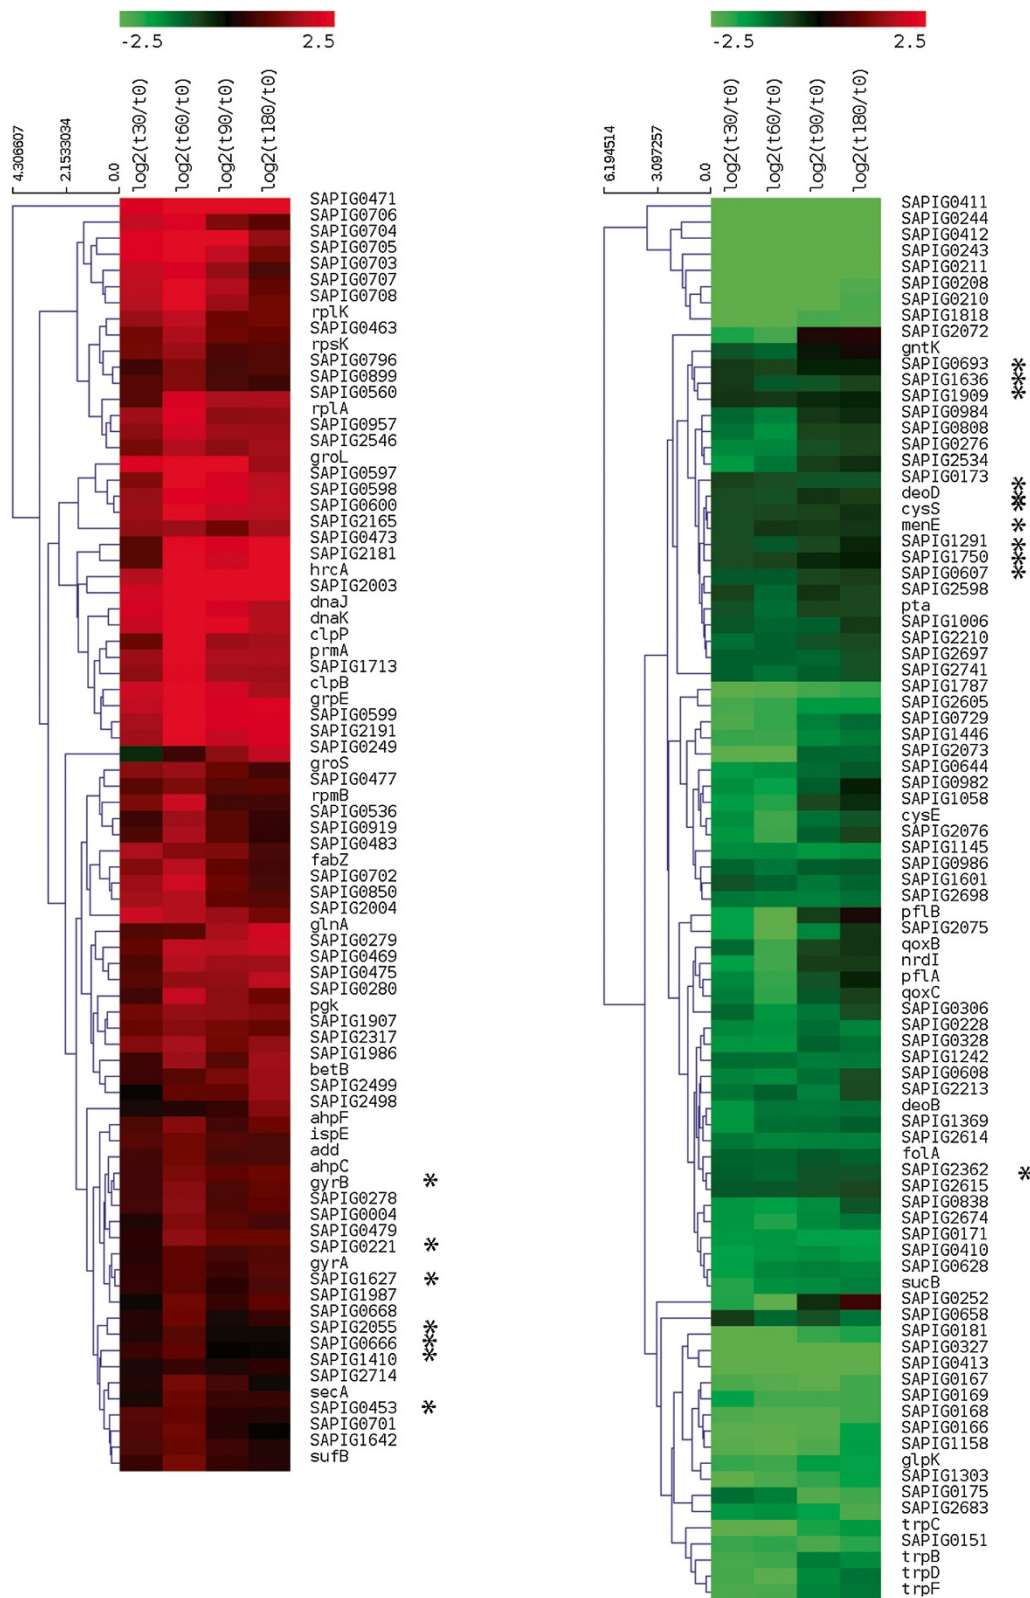 -2.5 2.5
4.306607
2.1533034
0.0
log2(t30/t0)
log2(t60/t0)
log2(t90/t0)
log2(t180/t0)
SAPIG0471
SAPIG0706
SAPIG0704
SAPIG0705
SAPIG0703
SAPIG0707
SAPIG0708
rplK
SAPIG0463
rpsK
SAPIG0796
SAPIG0899
SAPIG0560
rplA
SAPIG0957
SAPIG2546
groL
SAPIG0597
SAPIG0598
SAPIG0600
SAPIG2165
SAPIG0473
SAPIG2181
hrcA
SAPIG2003
dnaJ
dnaK
clpP
prmA
SAPIG1713
clpB
grpE
SAPIG0599
SAPIG2191
SAPIG0249
groS
SAPIG0477
rpmB
SAPIG0536
SAPIG0919
SAPIG0483
fabZ
SAPIG0702
SAPIG0850
SAPIG2004
glnA
SAPIG0279
SAPIG0469
SAPIG0475
SAPIG0280
pgk
SAPIG1907
SAPIG2317
SAPIG1986
betB
SAPIG2499
SAPIG2498
ahpF
ispE
add
ahpC
gyrB *
SAPIG0278
SAPIG0004
SAPIG0479
SAPIG0221 *
gyrA
SAPIG1627 *
SAPIG1987
SAPIG0668
SAPIG2055 *
SAPIG0666 *
SAPIG1410 *
SAPIG2714
secA
SAPIG0453 *
SAPIG0701
SAPIG1642
sufB
-2.5 2.5
6.194514
3.097257
0.0
log2(t30/t0)
log2(t60/t0)
log2(t90/t0)
log2(t180/t0)
SAPIG0411
SAPIG0244
SAPIG0412
SAPIG0243
SAPIG0211
SAPIG0208
SAPIG0210
SAPIG1818
SAPIG2072
gntK
SAPIG0693 *
SAPIG1636 *
SAPIG1909 *
SAPIG0984
SAPIG0808
SAPIG0276
SAPIG2534
SAPIG0173 *
deoD *
cysS *
menE *
SAPIG1291 *
SAPIG1750 *
SAPIG0607 *
SAPIG2598
pta
SAPIG1006
SAPIG2210
SAPIG2697
SAPIG2741
SAPIG1787
SAPIG2605
SAPIG0729
SAPIG1446
SAPIG2073
SAPIG0644
SAPIG0982
SAPIG1058
cysE
SAPIG2076
SAPIG1145
SAPIG0986
SAPIG1601
SAPIG2698
pflB
SAPIG2075
qoxB
nrdI
pflA
qoxC
SAPIG0306
SAPIG0228
SAPIG0328
SAPIG1242
SAPIG0608
SAPIG2213
deoB
SAPIG1369
SAPIG2614
folA
SAPIG2362 *
SAPIG2615
SAPIG0838
SAPIG2674
SAPIG0171
SAPIG0410
SAPIG0628
sucB
SAPIG0252
SAPIG0658
SAPIG0181
SAPIG0327
SAPIG0413
SAPIG0167
SAPIG0169
SAPIG0168
SAPIG0166
SAPIG1158
glpK
SAPIG1303
SAPIG0175
SAPIG2683
trpC
SAPIG0151
trpB
trpD
trpF